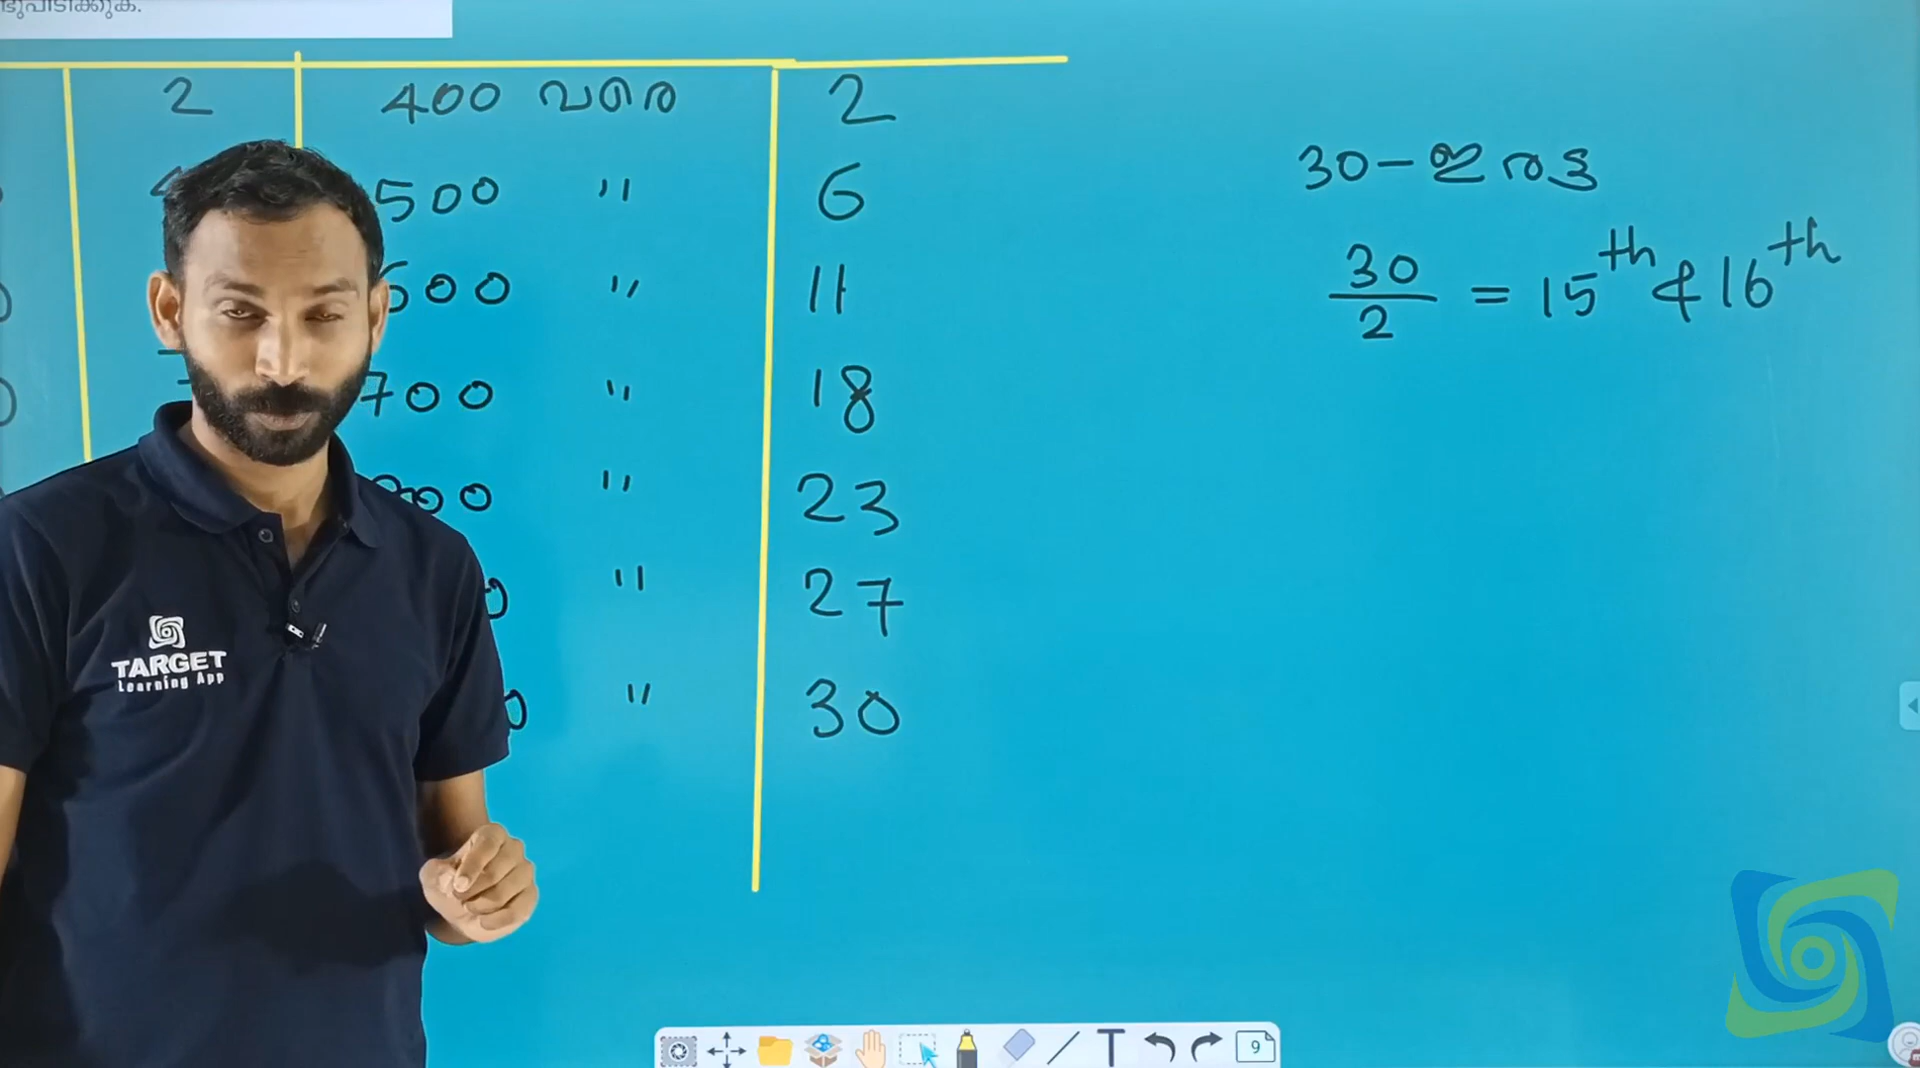 2 400 വരെ 2
500 " 6
600 " 11
700 " 18
" 23
" 27
" 30
30-ഇരട്ട
30/2 = 15th & 16th
TARGET
Learning App
9